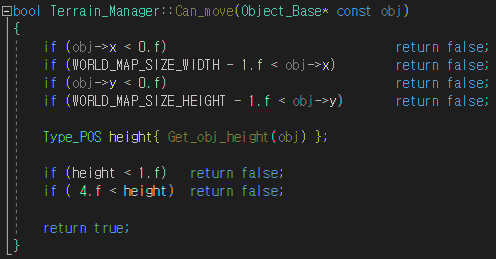 bool Terrain_Manager::Can_move(Object_Base* const obj)
{
if (obj->x < 0.f) return false;
if (WORLD_MAP_SIZE_WIDTH - 1.f < obj->x) return false;
if (obj->y < 0.f) return false;
if (WORLD_MAP_SIZE_HEIGHT - 1.f < obj->y) return false;
Type_POS height{ Get_obj_height(obj) };
if (height < 1.f) return false;
if ( 4.f < height) return false;
return true;
}